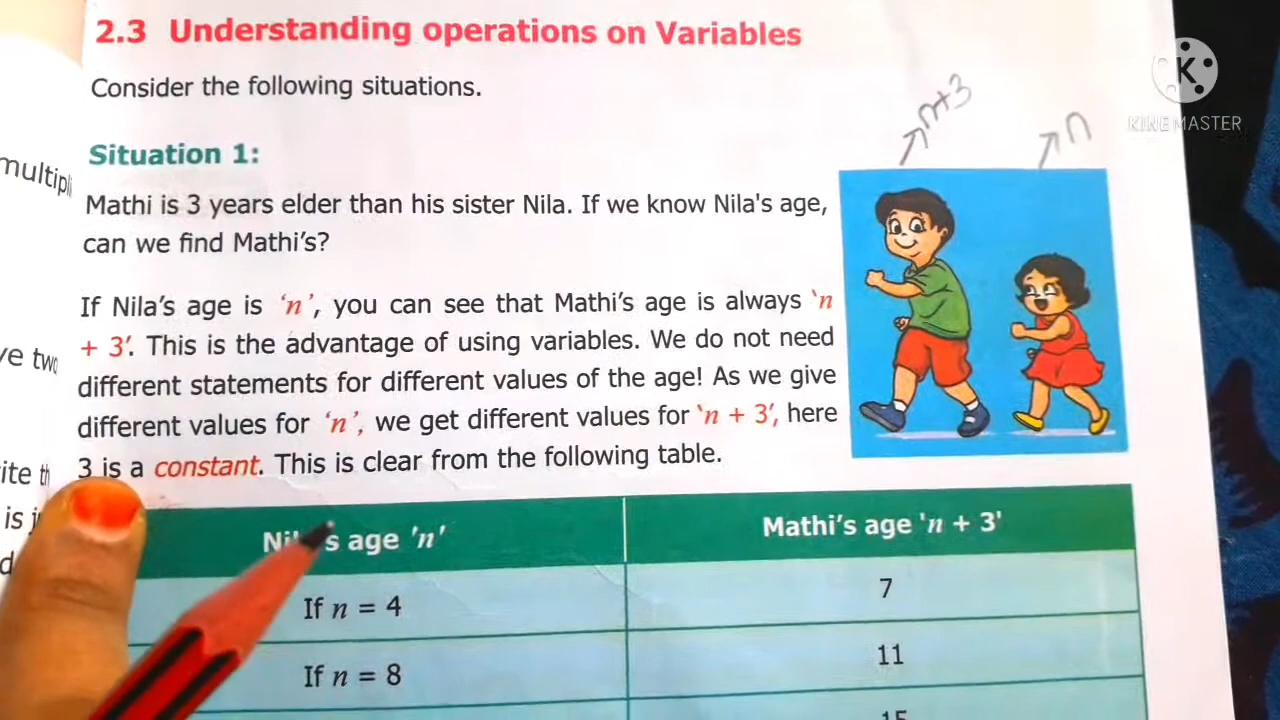 2.3 Understanding operations on Variables
Consider the following situations.
n+3
n
K
KINEMASTER
Situation 1:
Mathi is 3 years elder than his sister Nila. If we know Nila's age,
can we find Mathi's?
If Nila's age is 'n', you can see that Mathi's age is always 'n
+ 3'. This is the advantage of using variables. We do not need
different statements for different values of the age! As we give
different values for 'n', we get different values for 'n + 3', here
3 is a constant. This is clear from the following table.
age 'n'
Mathi's age 'n + 3'
If n = 4
7
If n = 8
11
15